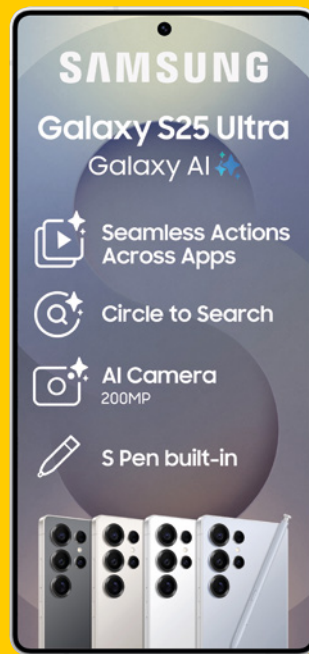 SAMSUNG
Galaxy S25 Ultra
Galaxy AI
Seamless Actions
Across Apps
Circle to Search
AI Camera
200MP
S Pen built-in